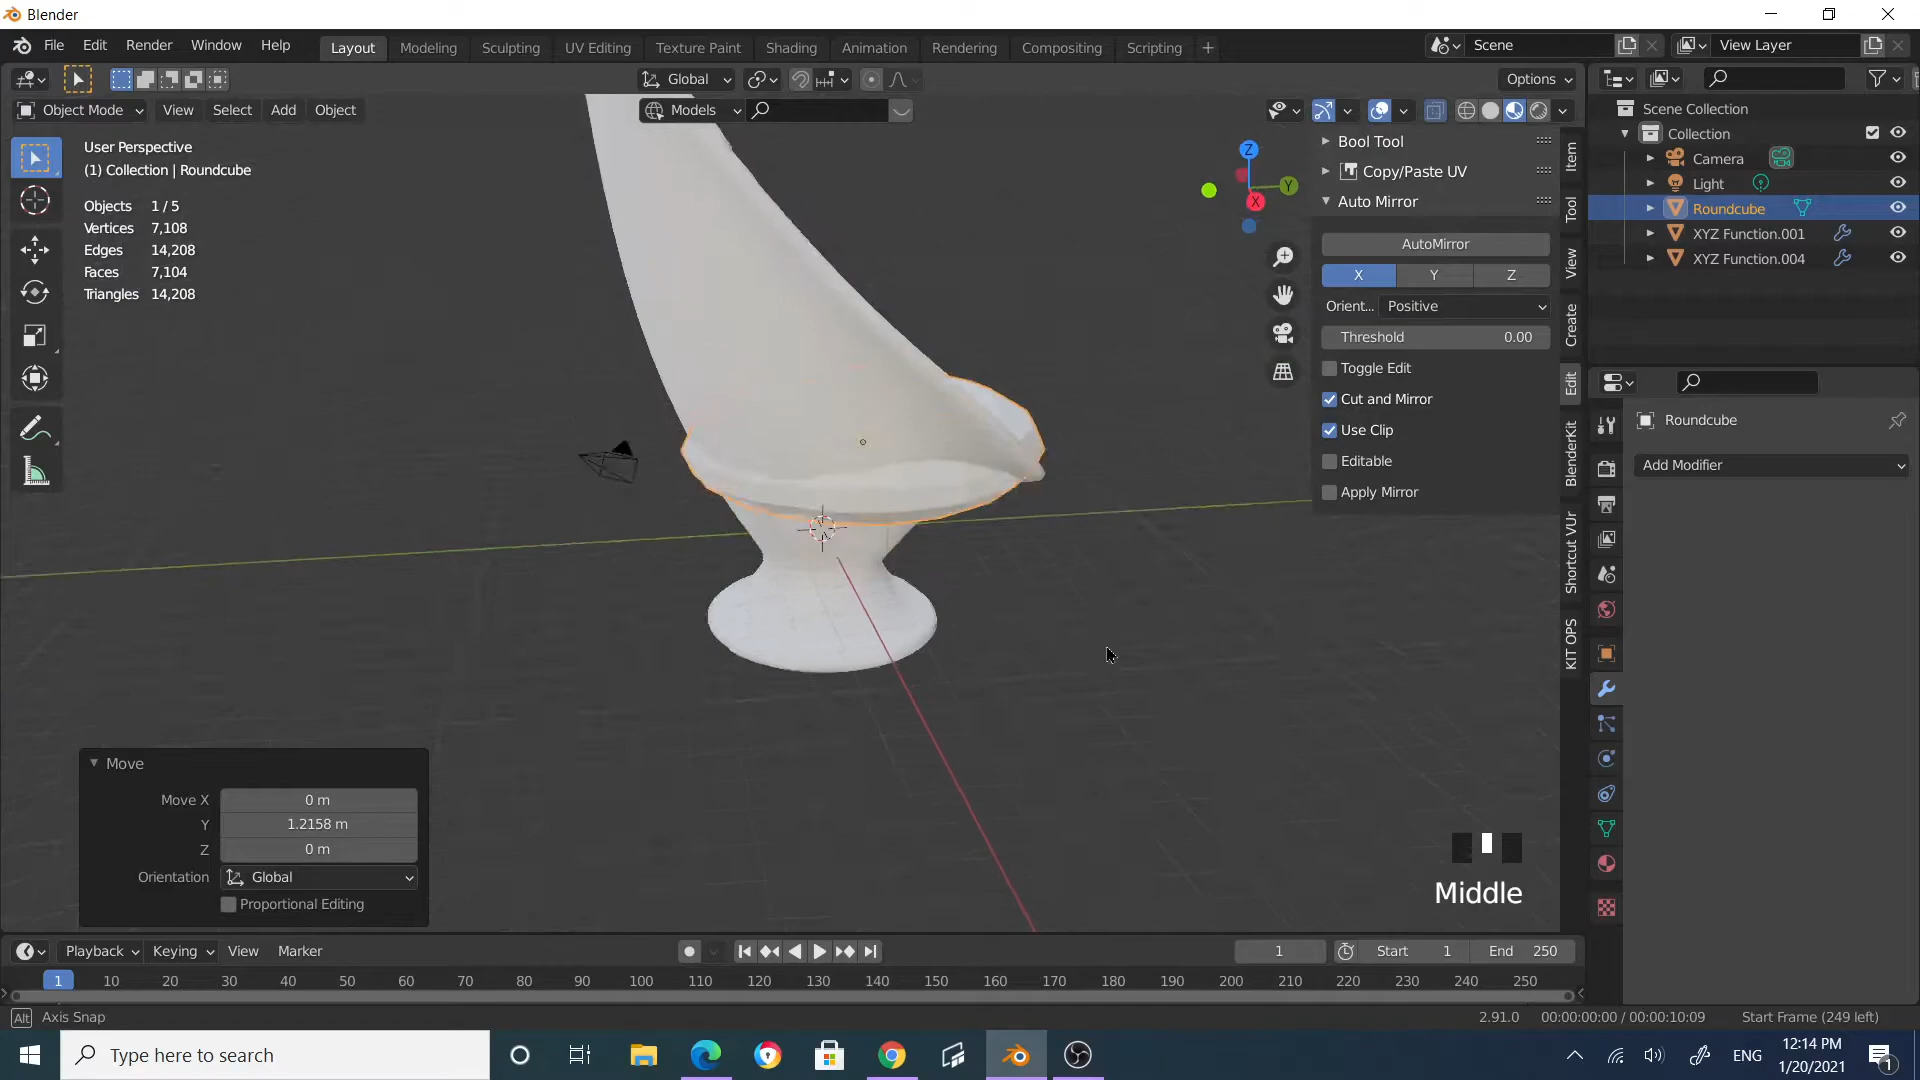 Blender
File Edit Render Window Help
Layout Modeling Sculpting UV Editing Texture Paint Shading Animation Rendering Compositing Scripting +
Scene
View Layer
Global
Options
Object Mode View Select Add Object
Models
User Perspective
(1) Collection | Roundcube
Objects 1 / 5
Vertices 7,108
Edges 14,208
Faces 7,104
Triangles 14,208
Z
Y
X
Bool Tool
Copy/Paste UV
Auto Mirror
AutoMirror
X Y Z
Orient... Positive
Threshold 0.00
Toggle Edit
Cut and Mirror
Use Clip
Editable
Apply Mirror
Item
Tool
View
Create
Edit
BlenderKit
Shortcut VUr
KIT OPS
Scene Collection
Collection
Camera
Light
Roundcube
XYZ Function.001
XYZ Function.004
Roundcube
Add Modifier
Move
Move X 0 m
Y 1.2158 m
Z 0 m
Orientation Global
Proportional Editing
Middle
Playback Keying View Marker
1
Start 1
End 250
1 10 20 30 40 50 60 70 80 90 100 110 120 130 140 150 160 170 180 190 200 210 220 230 240 250
Alt Axis Snap
2.91.0 00:00:00:00 / 00:00:10:09 Start Frame (249 left)
Type here to search
ENG
12:14 PM
1/20/2021
1